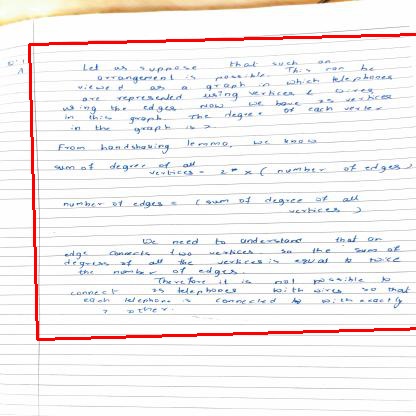 Let us suppose that such an
arrangement is possible. This can be
viewed as a graph in which telephones
are represented using vertices & wires
using the edges Now we have 25 vertices
in this graph. The degree of each vertex
in the graph is 7.
From handshaking lemma, we know
sum of degree of all
vertices = 2 * x ( number of edges )
number of edges = ( sum of degree of all
vertices )
We need to understand that an
edge connects two vertices. So the sum of
degrees of all the vertices is equal to twice
the number of edges.
Therefore it is not possible to
connect 25 telephones with wires so that
each telephone is connected to with exactly
7 other.